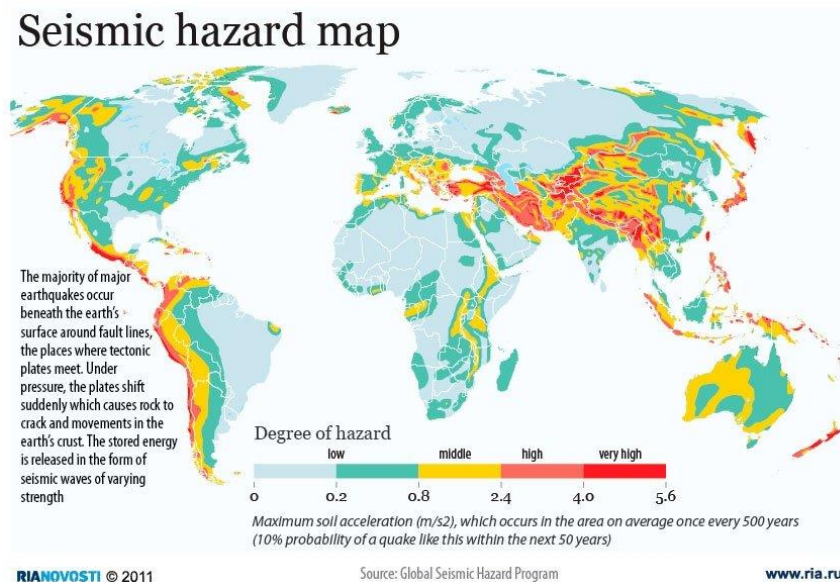 Seismic hazard map
The majority of major
earthquakes occur
beneath the earth's
surface around fault lines,
the places where tectonic
plates meet. Under
pressure, the plates shift
suddenly which causes rock to
crack and movements in the
earth's crust. The stored energy
is released in the form of
seismic waves of varying
strength
Degree of hazard
low middle high very high
0 0.2 0.8 2.4 4.0 5.6
Maximum soil acceleration (m/s2), which occurs in the area on average once every 500 years
(10% probability of a quake like this within the next 50 years)
RIANOVOSTI © 2011 Source: Global Seismic Hazard Program www.ria.ru